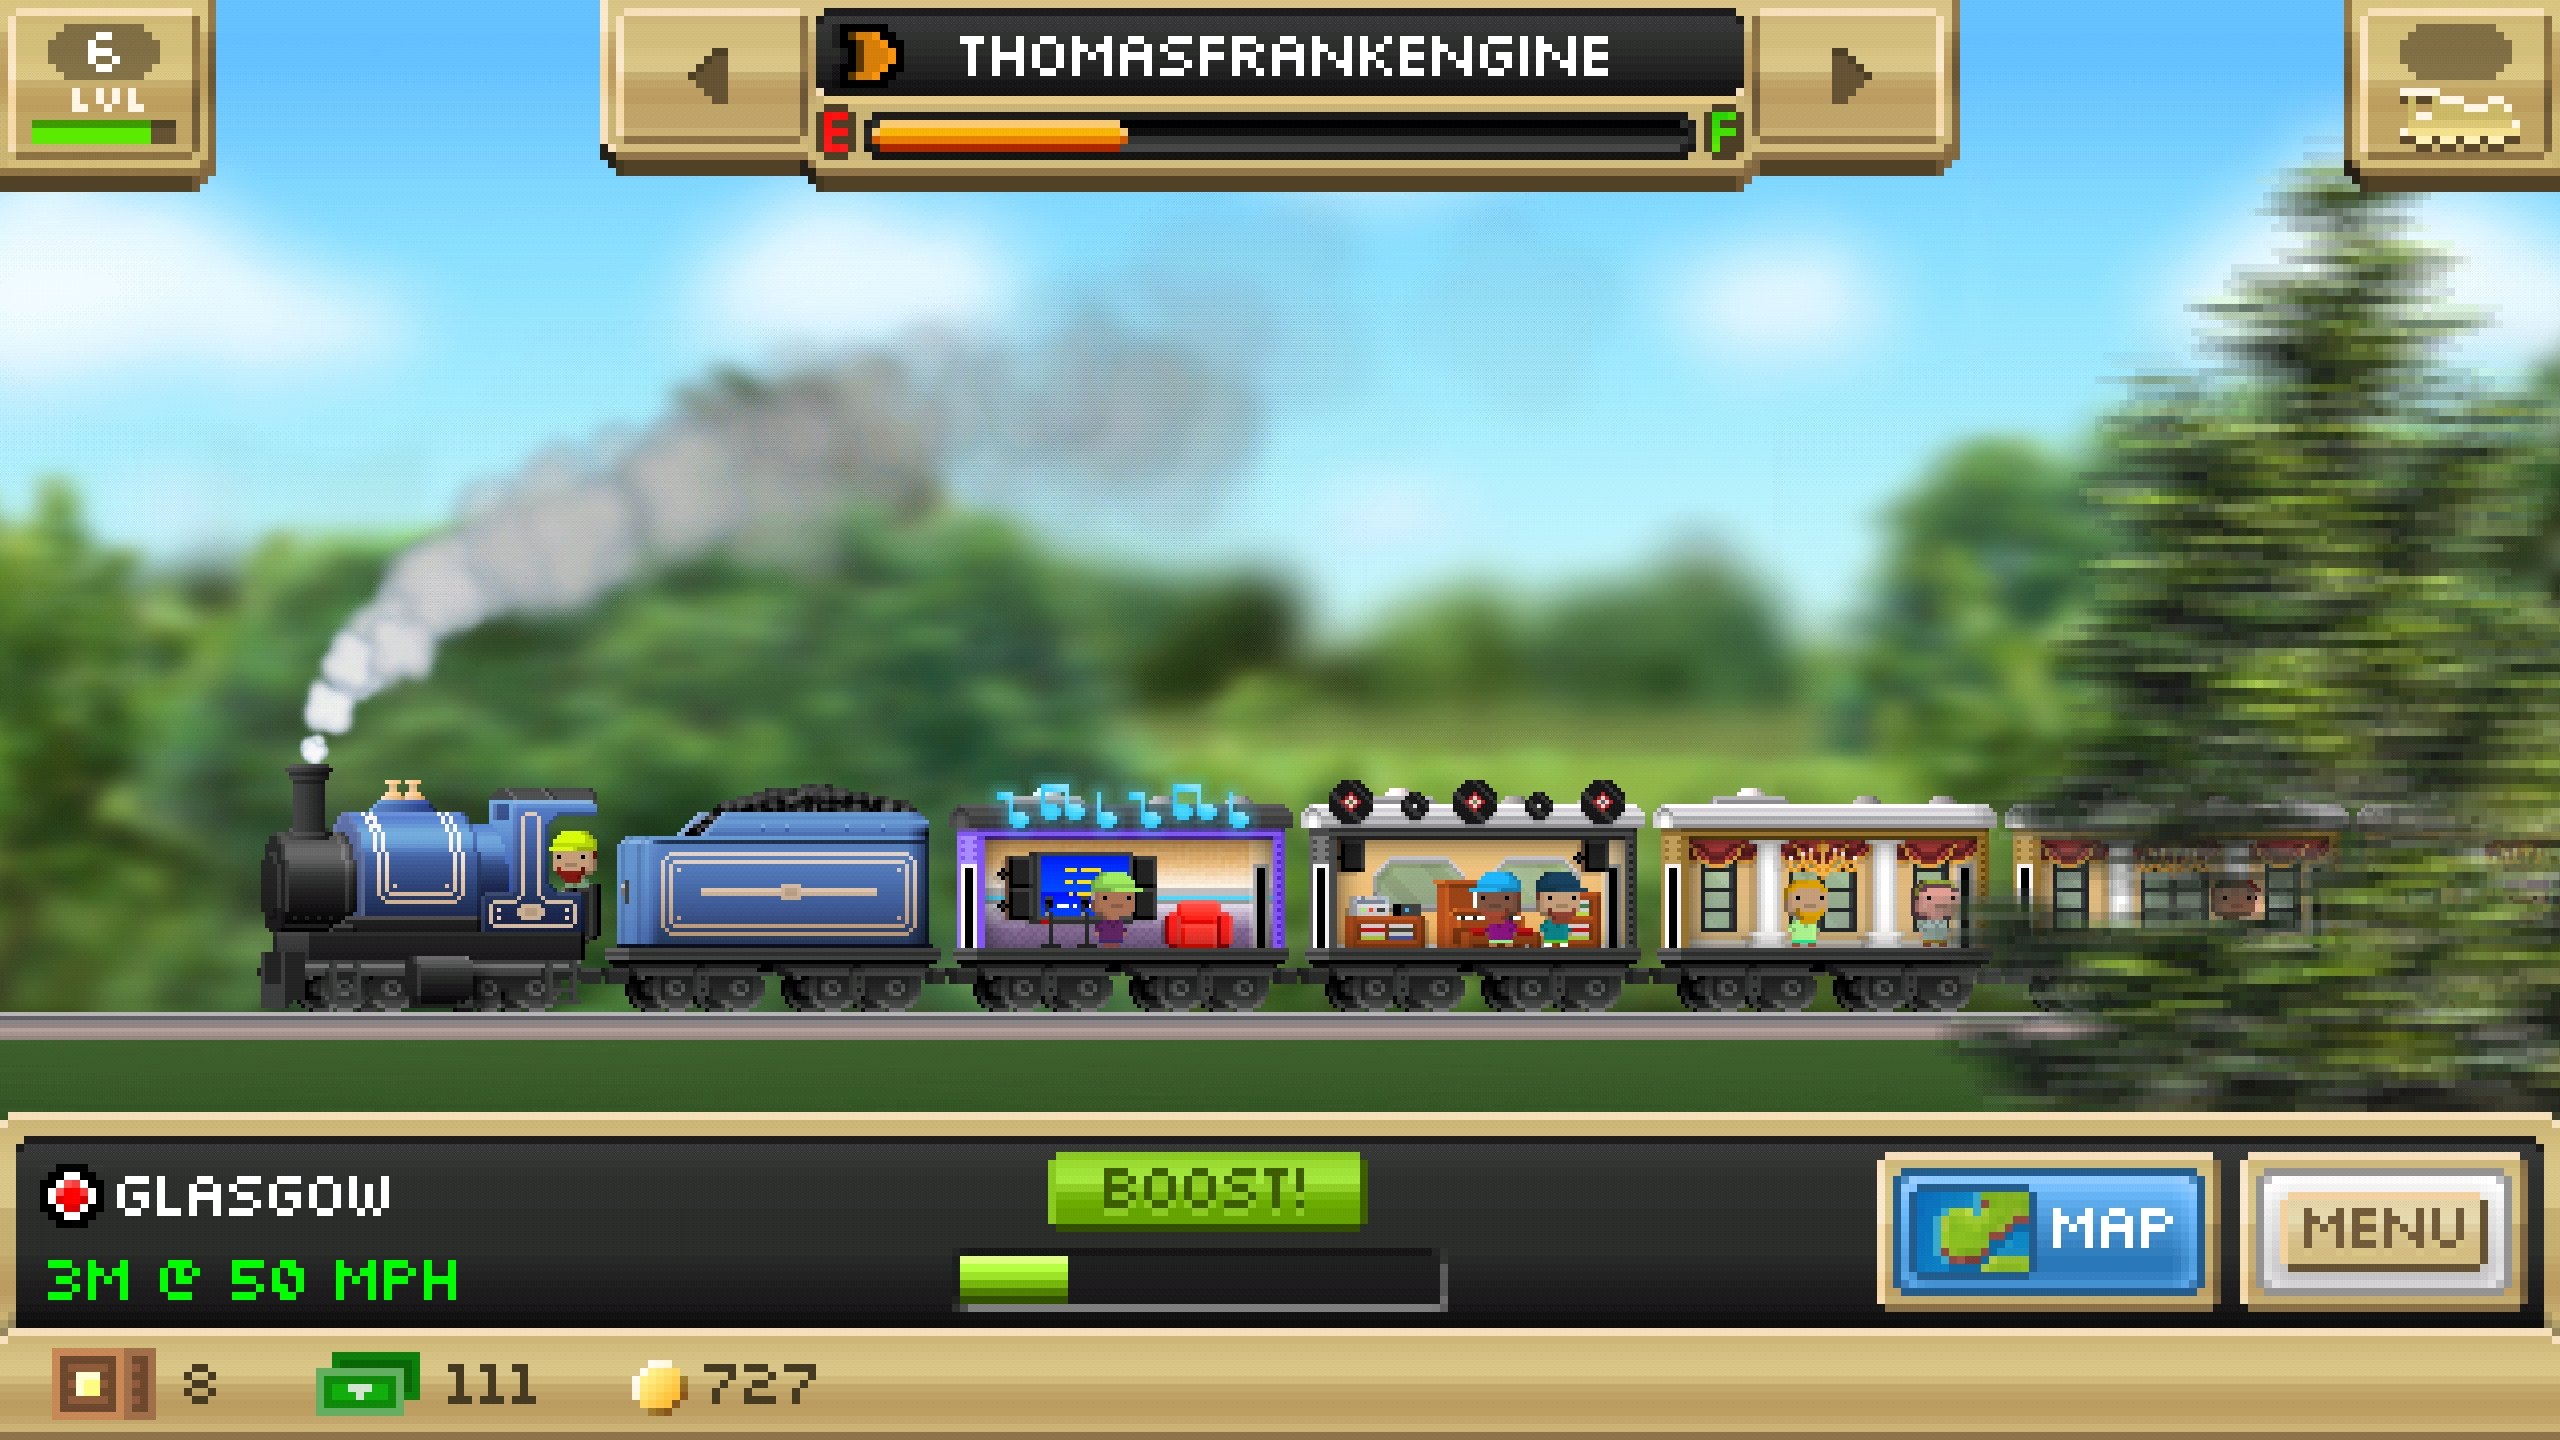 6
LVL
THOMASFRANKENGINE
E F
GLASGOW
3M @ 50 MPH
BOOST!
MAP
MENU
8 111 727